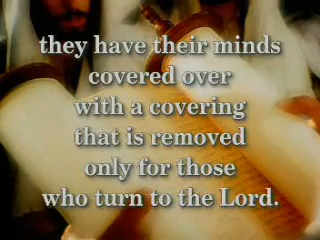 they have their minds
covered over
with a covering
that is removed
only for those
who turn to the Lord.